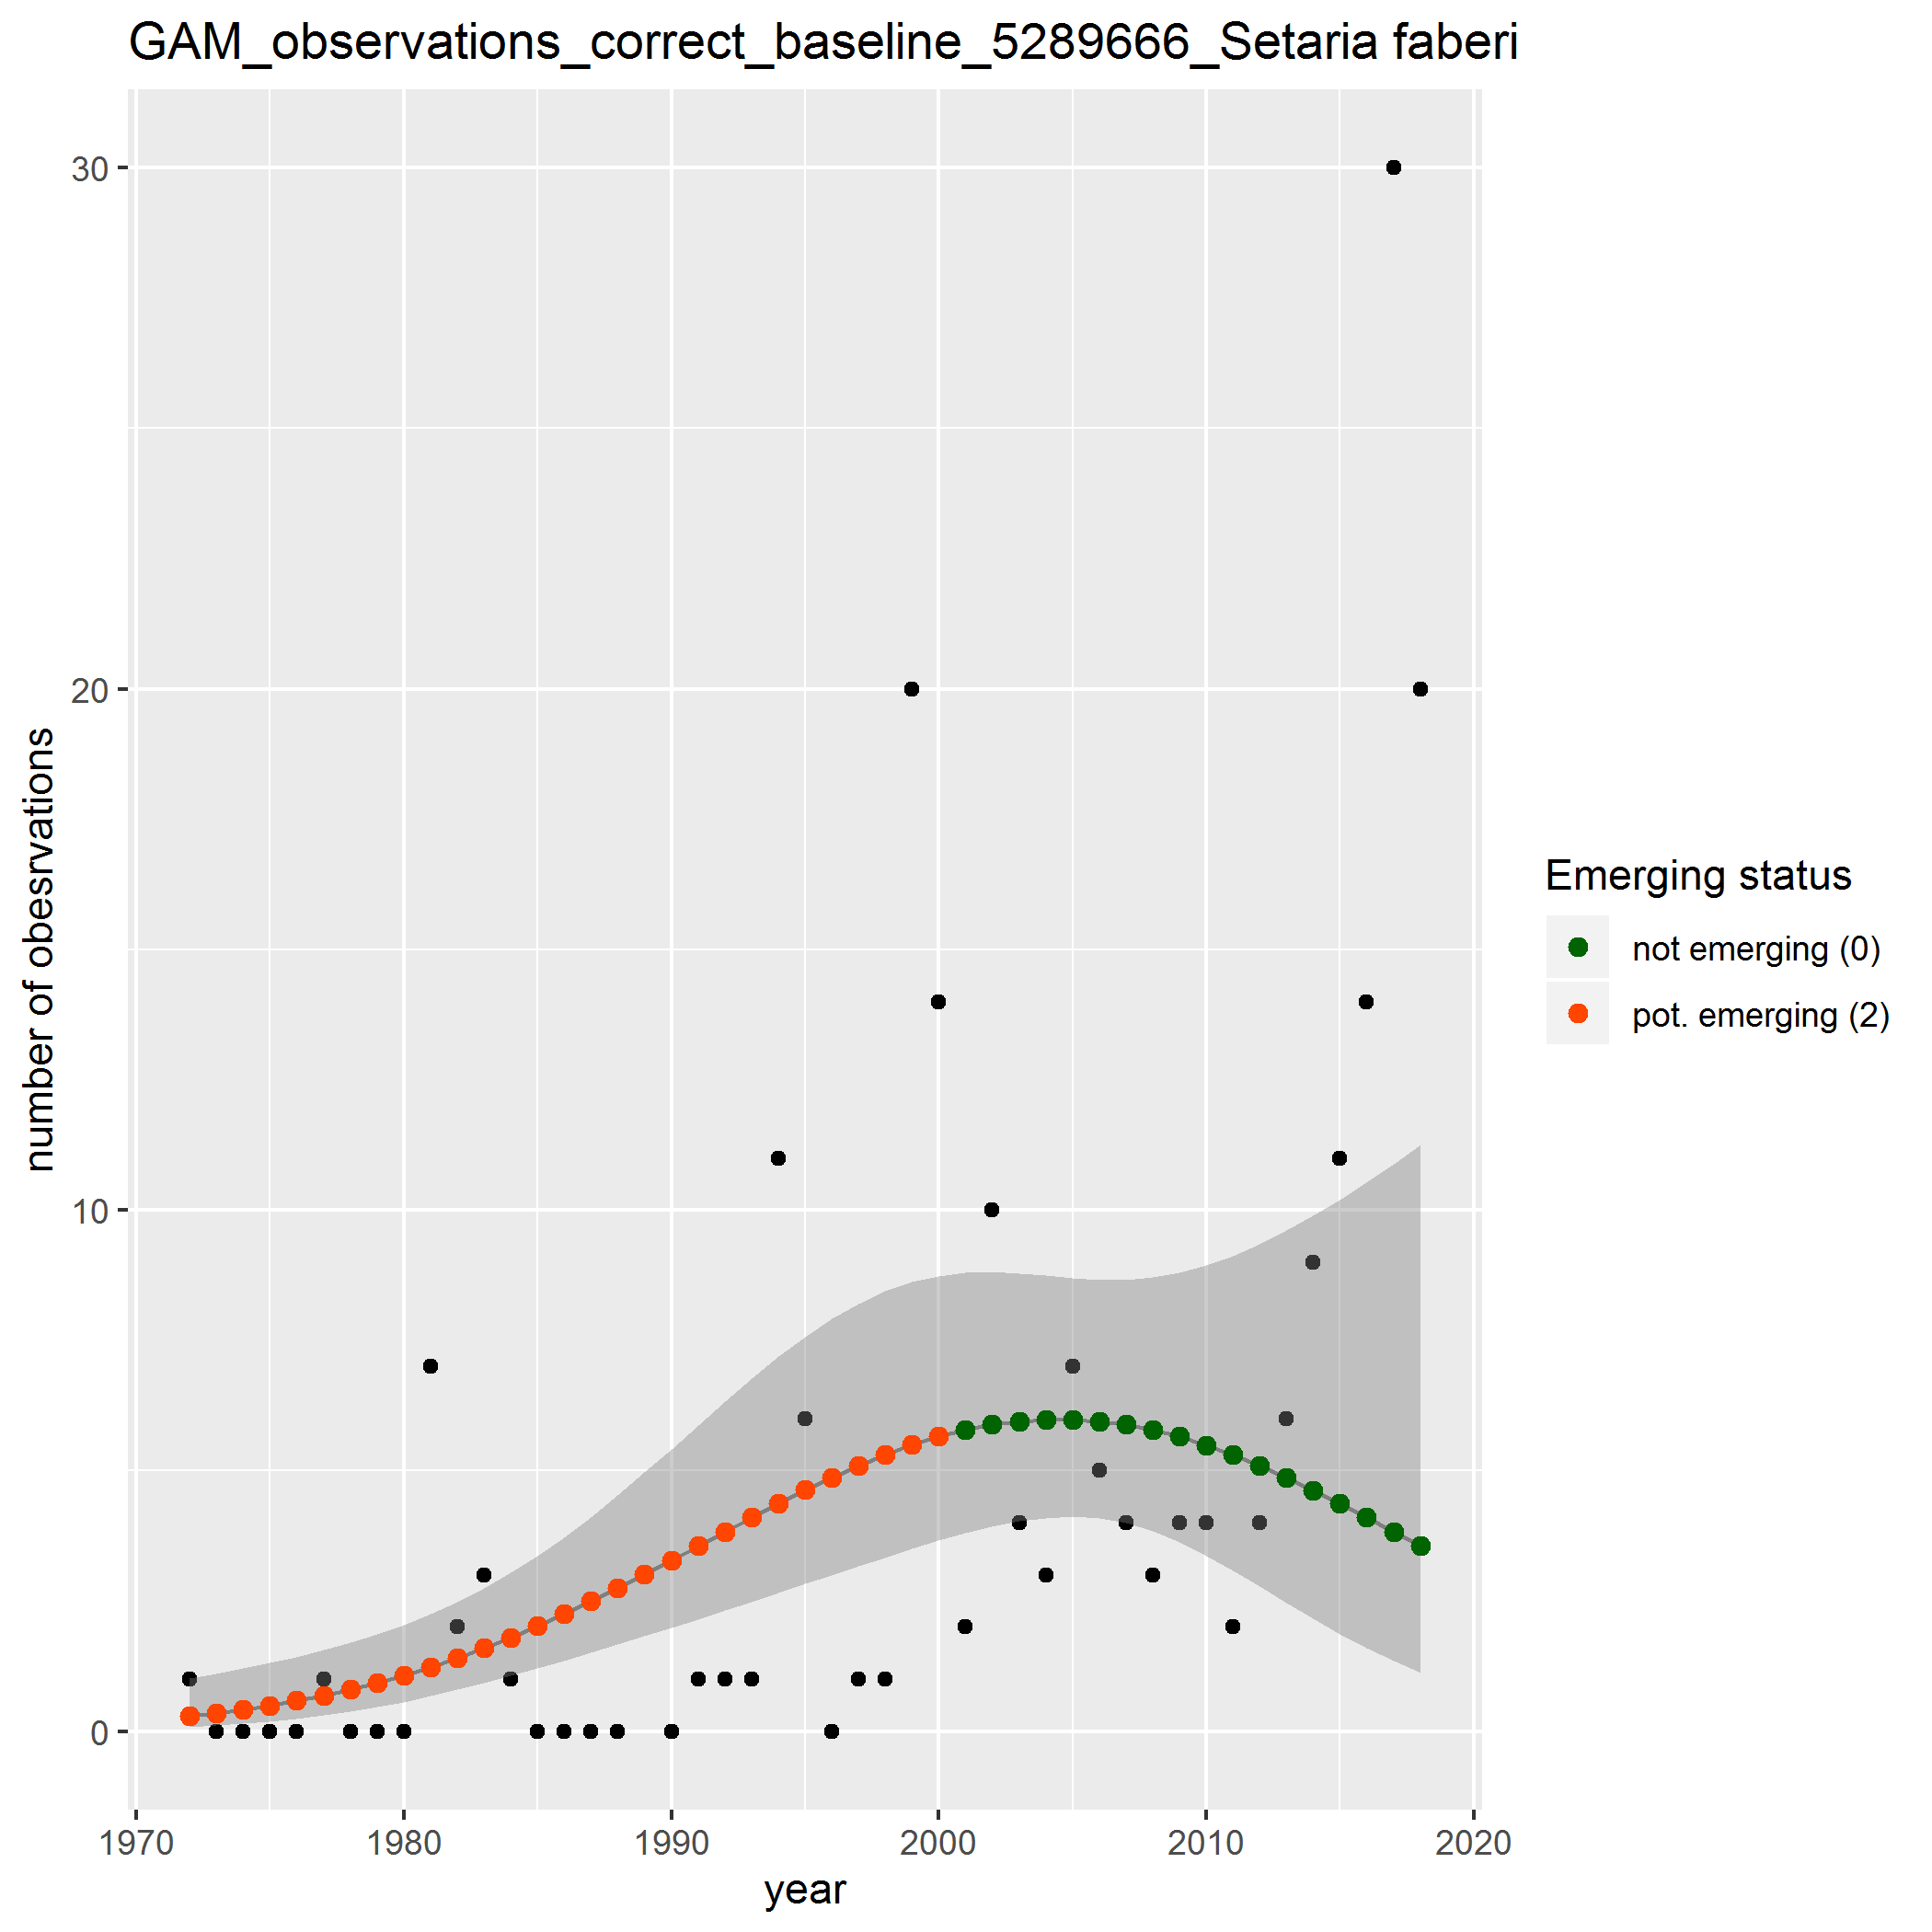 GAM_observations_correct_baseline_5289666_Setaria faberi
30
20
10
0
number of obesrvations
1970
1980
1990
2000
2010
2020
year
Emerging status
not emerging (0)
pot. emerging (2)